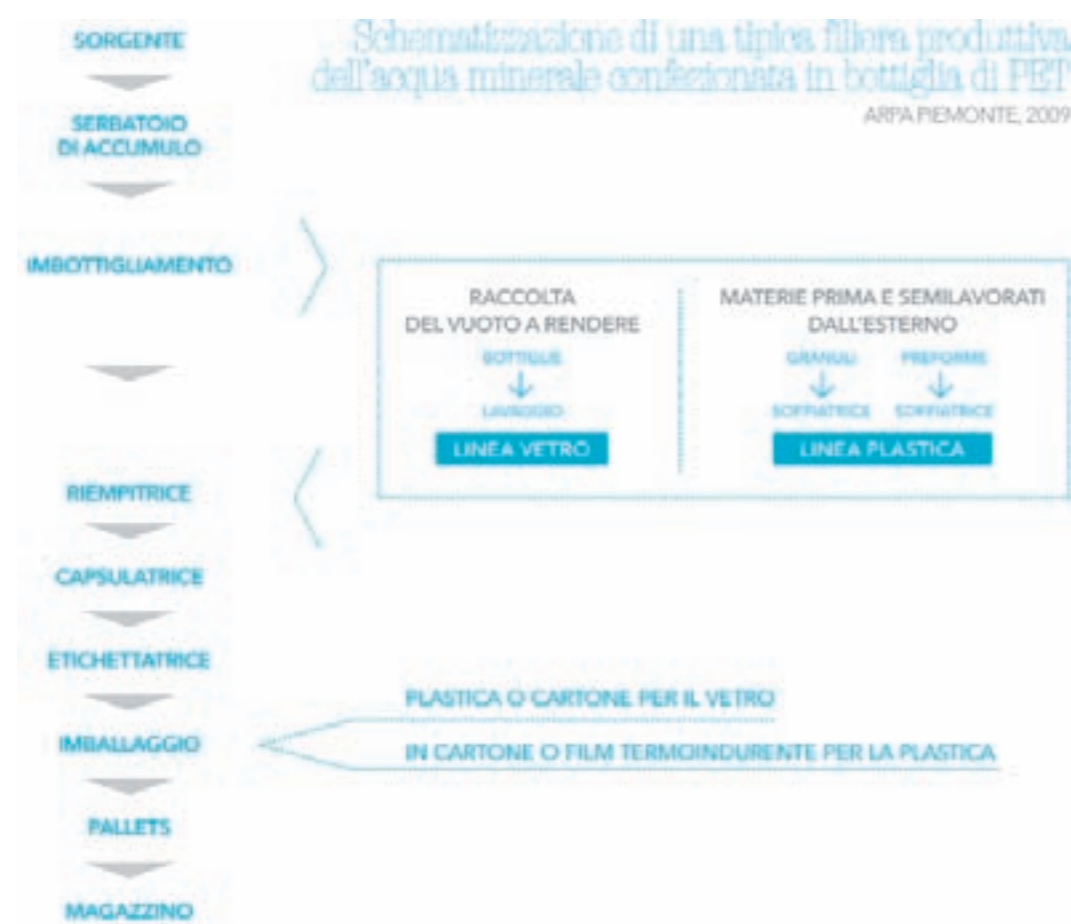 SORGENTE
Schematizzazione di una tipica filiera produttiva
dell'acqua minerale confezionata in bottiglia di PET
ARPA PIEMONTE, 2009
SERBATOIO
DI ACCUMULO
IMBOTTIGLIAMENTO
RACCOLTA
DEL VUOTO A RENDERE
BOTTIGLIE
LAVAGGIO
LINEA VETRO
MATERIE PRIMA E SEMILAVORATI
DALL'ESTERNO
GRANULI PREFORME
SOFFIATRICE SOFFIATRICE
LINEA PLASTICA
RIEMPITRICE
CAPSULATRICE
ETICHETTATRICE
IMBALLAGGIO
PLASTICA O CARTONE PER IL VETRO
IN CARTONE O FILM TERMOINDURENTE PER LA PLASTICA
PALLETS
MAGAZZINO